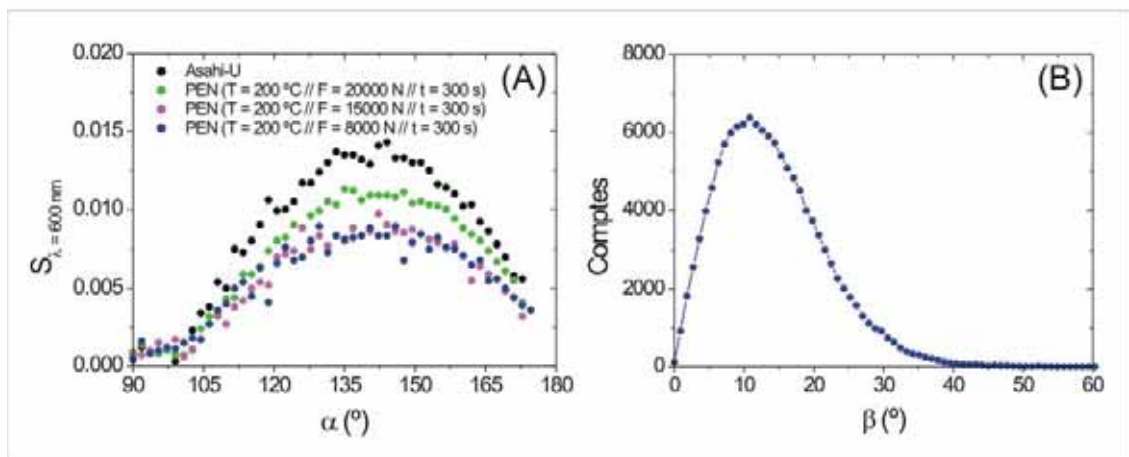 (A)
Asahi-U
PEN (T = 200 ºC // F = 20000 N // t = 300 s)
PEN (T = 200 ºC // F = 15000 N // t = 300 s)
PEN (T = 200 ºC // F = 8000 N // t = 300 s)
S λ = 600 nm
0.020
0.015
0.010
0.005
0.000
90 105 120 135 150 165 180
α (º)
(B)
Comptes
8000
6000
4000
2000
0
0 10 20 30 40 50 60
β (º)